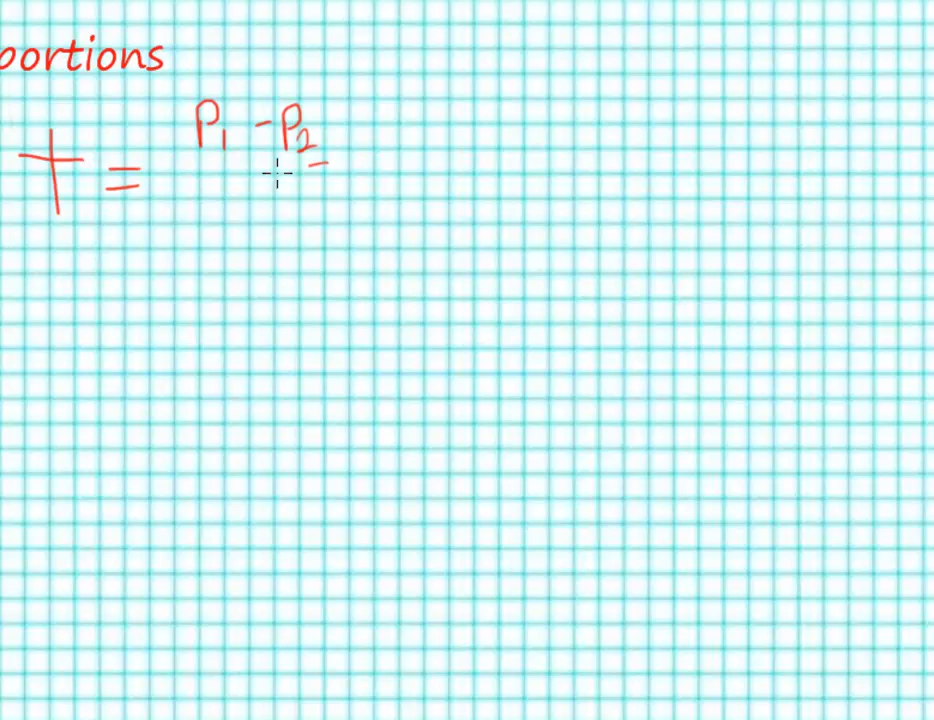 oortions
t = P₁ - P₂